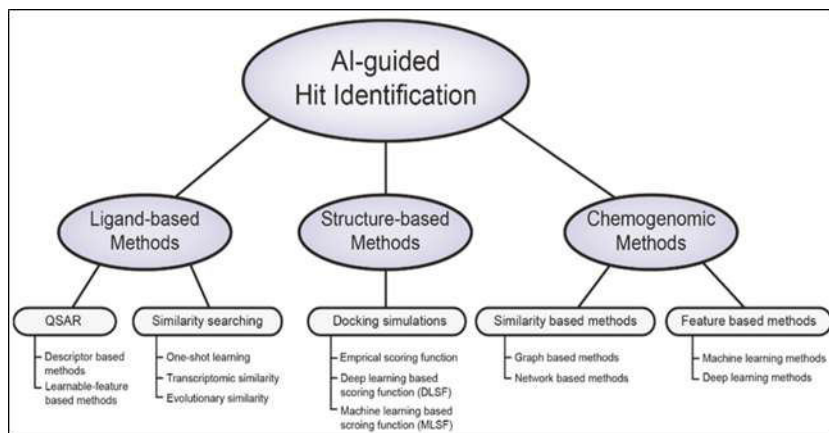 AI-guided
Hit Identification
Ligand-based
Methods
Structure-based
Methods
Chemogenomic
Methods
QSAR
Similarity searching
Docking simulations
Similarity based methods
Feature based methods
Descriptor based
methods
Learnable-feature
based methods
One-shot learning
Transcriptomic similarity
Evolutionary similarity
Emprical scoring function
Deep learning based
scoring function (DLSF)
Machine learning based
scroing function (MLSF)
Graph based methods
Network based methods
Machine learning methods
Deep learning methods